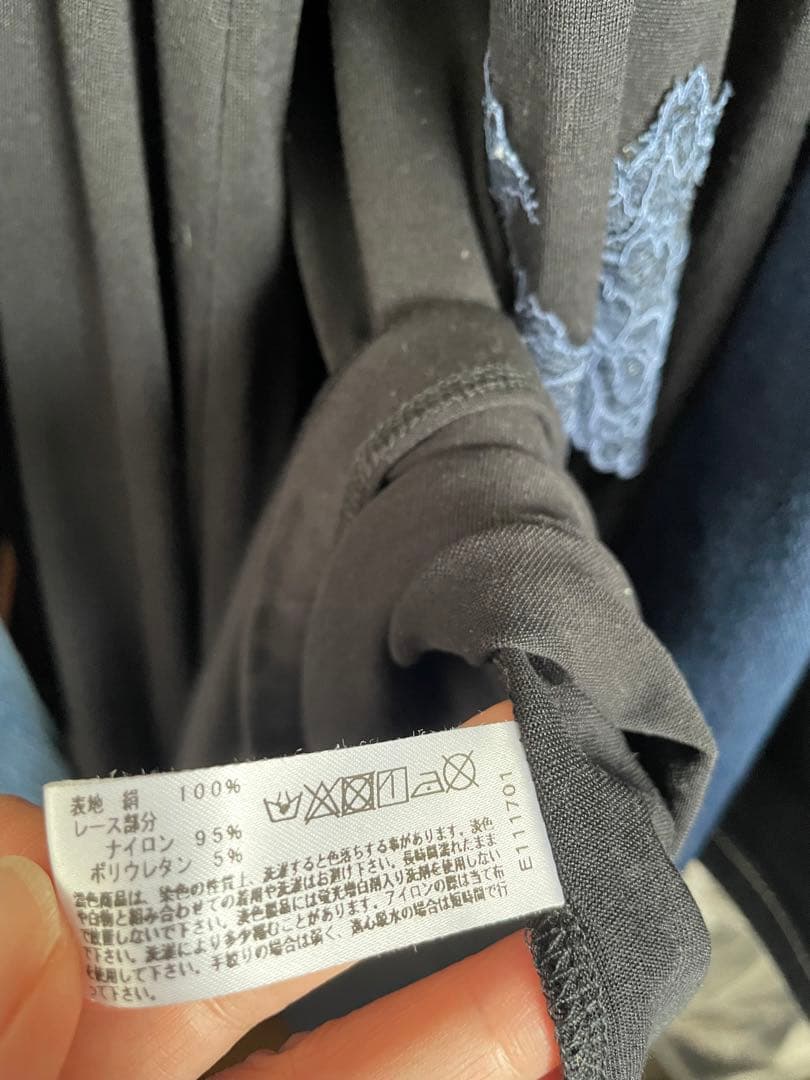 表地　絹　100%
レース部分
ナイロン　95%
ポリウレタン　5%
E111701
濃色商品は、染色の性質上、洗濯すると色落ちする事があります。淡色
や白物と組み合わせての着用や洗濯はお避け下さい。長時間濡れたまま
で放置しないで下さい。淡色製品には蛍光増白剤入り洗剤を使用しない
で下さい。洗濯により多少縮むことがあります。アイロンの際は当て布
を使用して下さい。手絞りの場合は弱く、遠心脱水の場合は短時間で行
って下さい。